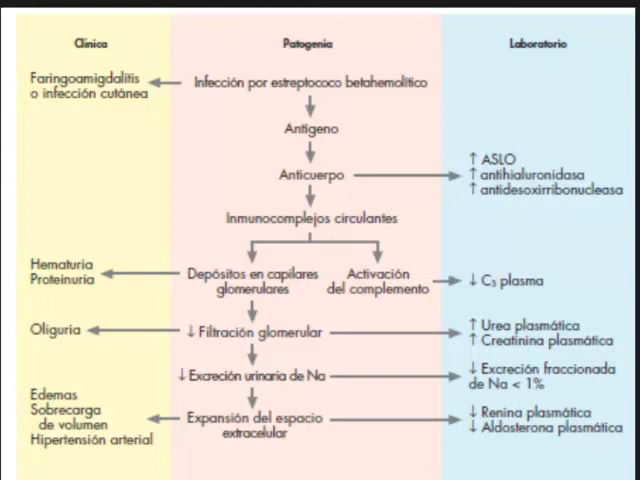 Clínica
Patogenia
Laboratorio
Faringoamigdalitis
o infección cutánea
Infección por estreptococo betahemolítico
Antígeno
Anticuerpo
↑ ASLO
↑ antihialuronidasa
↑ antidesoxirribonucleasa
Inmunocomplejos circulantes
Hematuria
Proteinuria
Depósitos en capilares
glomerulares
Activación
del complemento
↓ C₃ plasma
Oliguria
↓ Filtración glomerular
↑ Urea plasmática
↑ Creatinina plasmática
↓ Excreción urinaria de Na
↓ Excreción fraccionada
de Na < 1%
Edemas
Sobrecarga
de volumen
Hipertensión arterial
Expansión del espacio
extracelular
↓ Renina plasmática
↓ Aldosterona plasmática